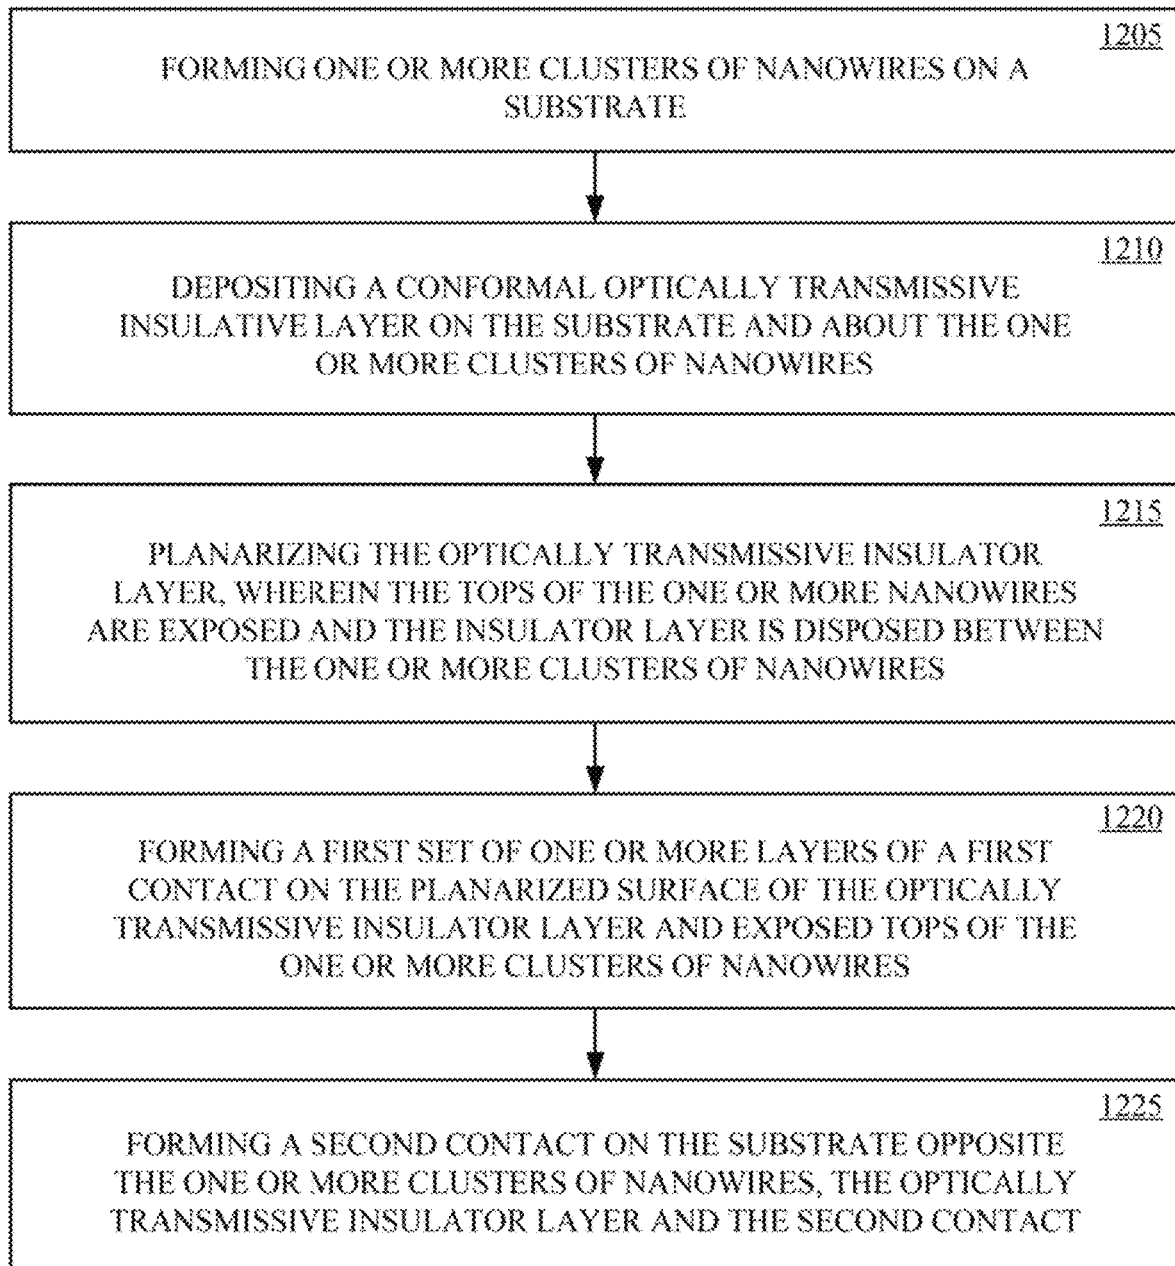 1205
FORMING ONE OR MORE CLUSTERS OF NANOWIRES ON A
SUBSTRATE
1210
DEPOSITING A CONFORMAL OPTICALLY TRANSMISSIVE
INSULATIVE LAYER ON THE SUBSTRATE AND ABOUT THE ONE
OR MORE CLUSTERS OF NANOWIRES
1215
PLANARIZING THE OPTICALLY TRANSMISSIVE INSULATOR
LAYER, WHEREIN THE TOPS OF THE ONE OR MORE NANOWIRES
ARE EXPOSED AND THE INSULATOR LAYER IS DISPOSED BETWEEN
THE ONE OR MORE CLUSTERS OF NANOWIRES
1220
FORMING A FIRST SET OF ONE OR MORE LAYERS OF A FIRST
CONTACT ON THE PLANARIZED SURFACE OF THE OPTICALLY
TRANSMISSIVE INSULATOR LAYER AND EXPOSED TOPS OF THE
ONE OR MORE CLUSTERS OF NANOWIRES
1225
FORMING A SECOND CONTACT ON THE SUBSTRATE OPPOSITE
THE ONE OR MORE CLUSTERS OF NANOWIRES, THE OPTICALLY
TRANSMISSIVE INSULATOR LAYER AND THE SECOND CONTACT